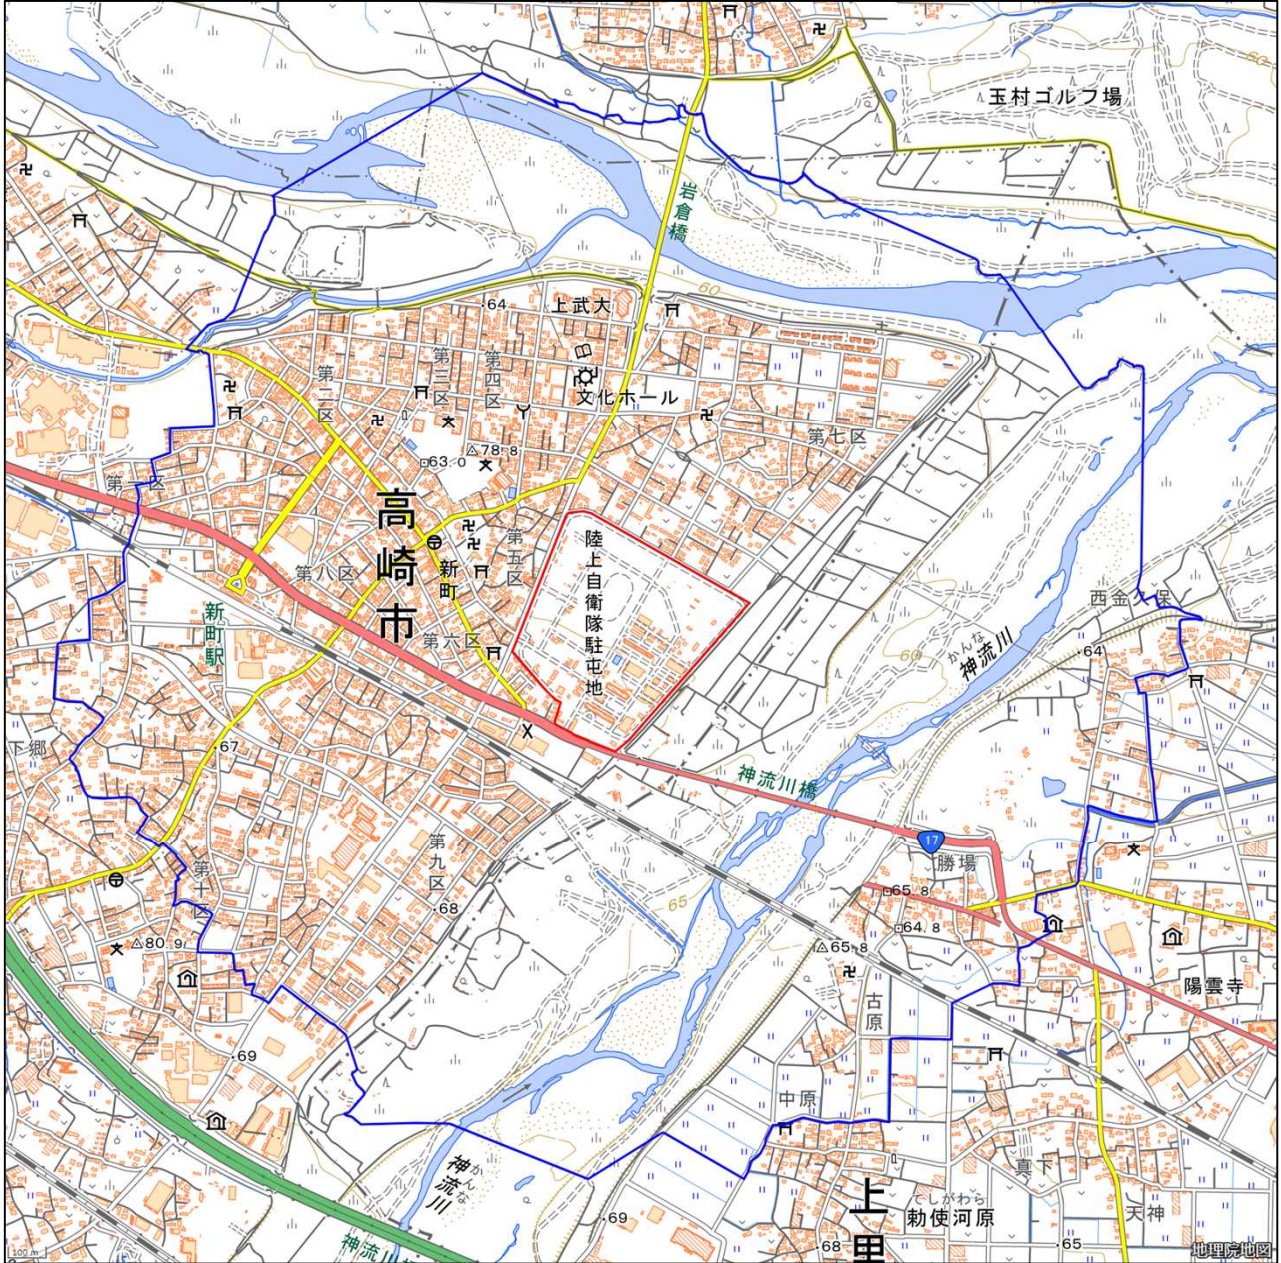 玉村ゴルフ場
60
岩倉橋
60
64
上武大
第三区
第四区
第二区
文化ホール
第七区
78.8
63.0
第一区
高崎市
陸上自衛隊駐屯地
第五区
新町
第八区
西金久保
新町駅
第六区
かんな
神流川
60
64
下郷
67
神流川橋
17
勝場
第九区
第十区
65.8
68
65
64.8
80.9
65.8
陽雲寺
古原
69
中原
かんな
神流川
真下
上里
てしがわら
勅使河原
天神
69
68
65
100 m
地理院地図